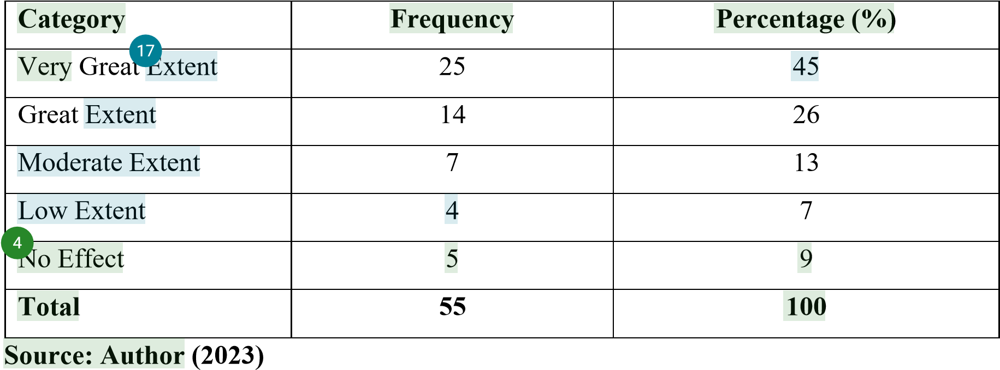 Category Frequency Percentage (%)
17
Very Great Extent 25 45
Great Extent 14 26
Moderate Extent 7 13
Low Extent 4 7
4
No Effect 5 9
Total 55 100
Source: Author (2023)